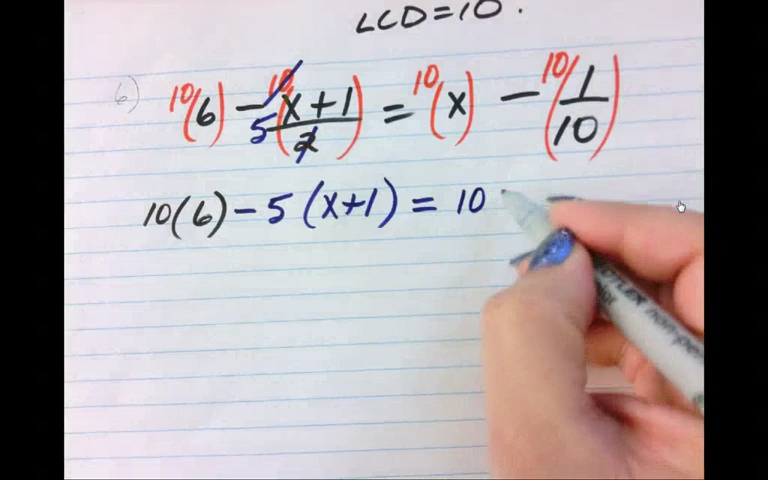 LCD=10.
6) 10(6) - 10/5 (x+1 / 2) = 10(x) - 10(1/10)
10(6) - 5(x+1) = 10